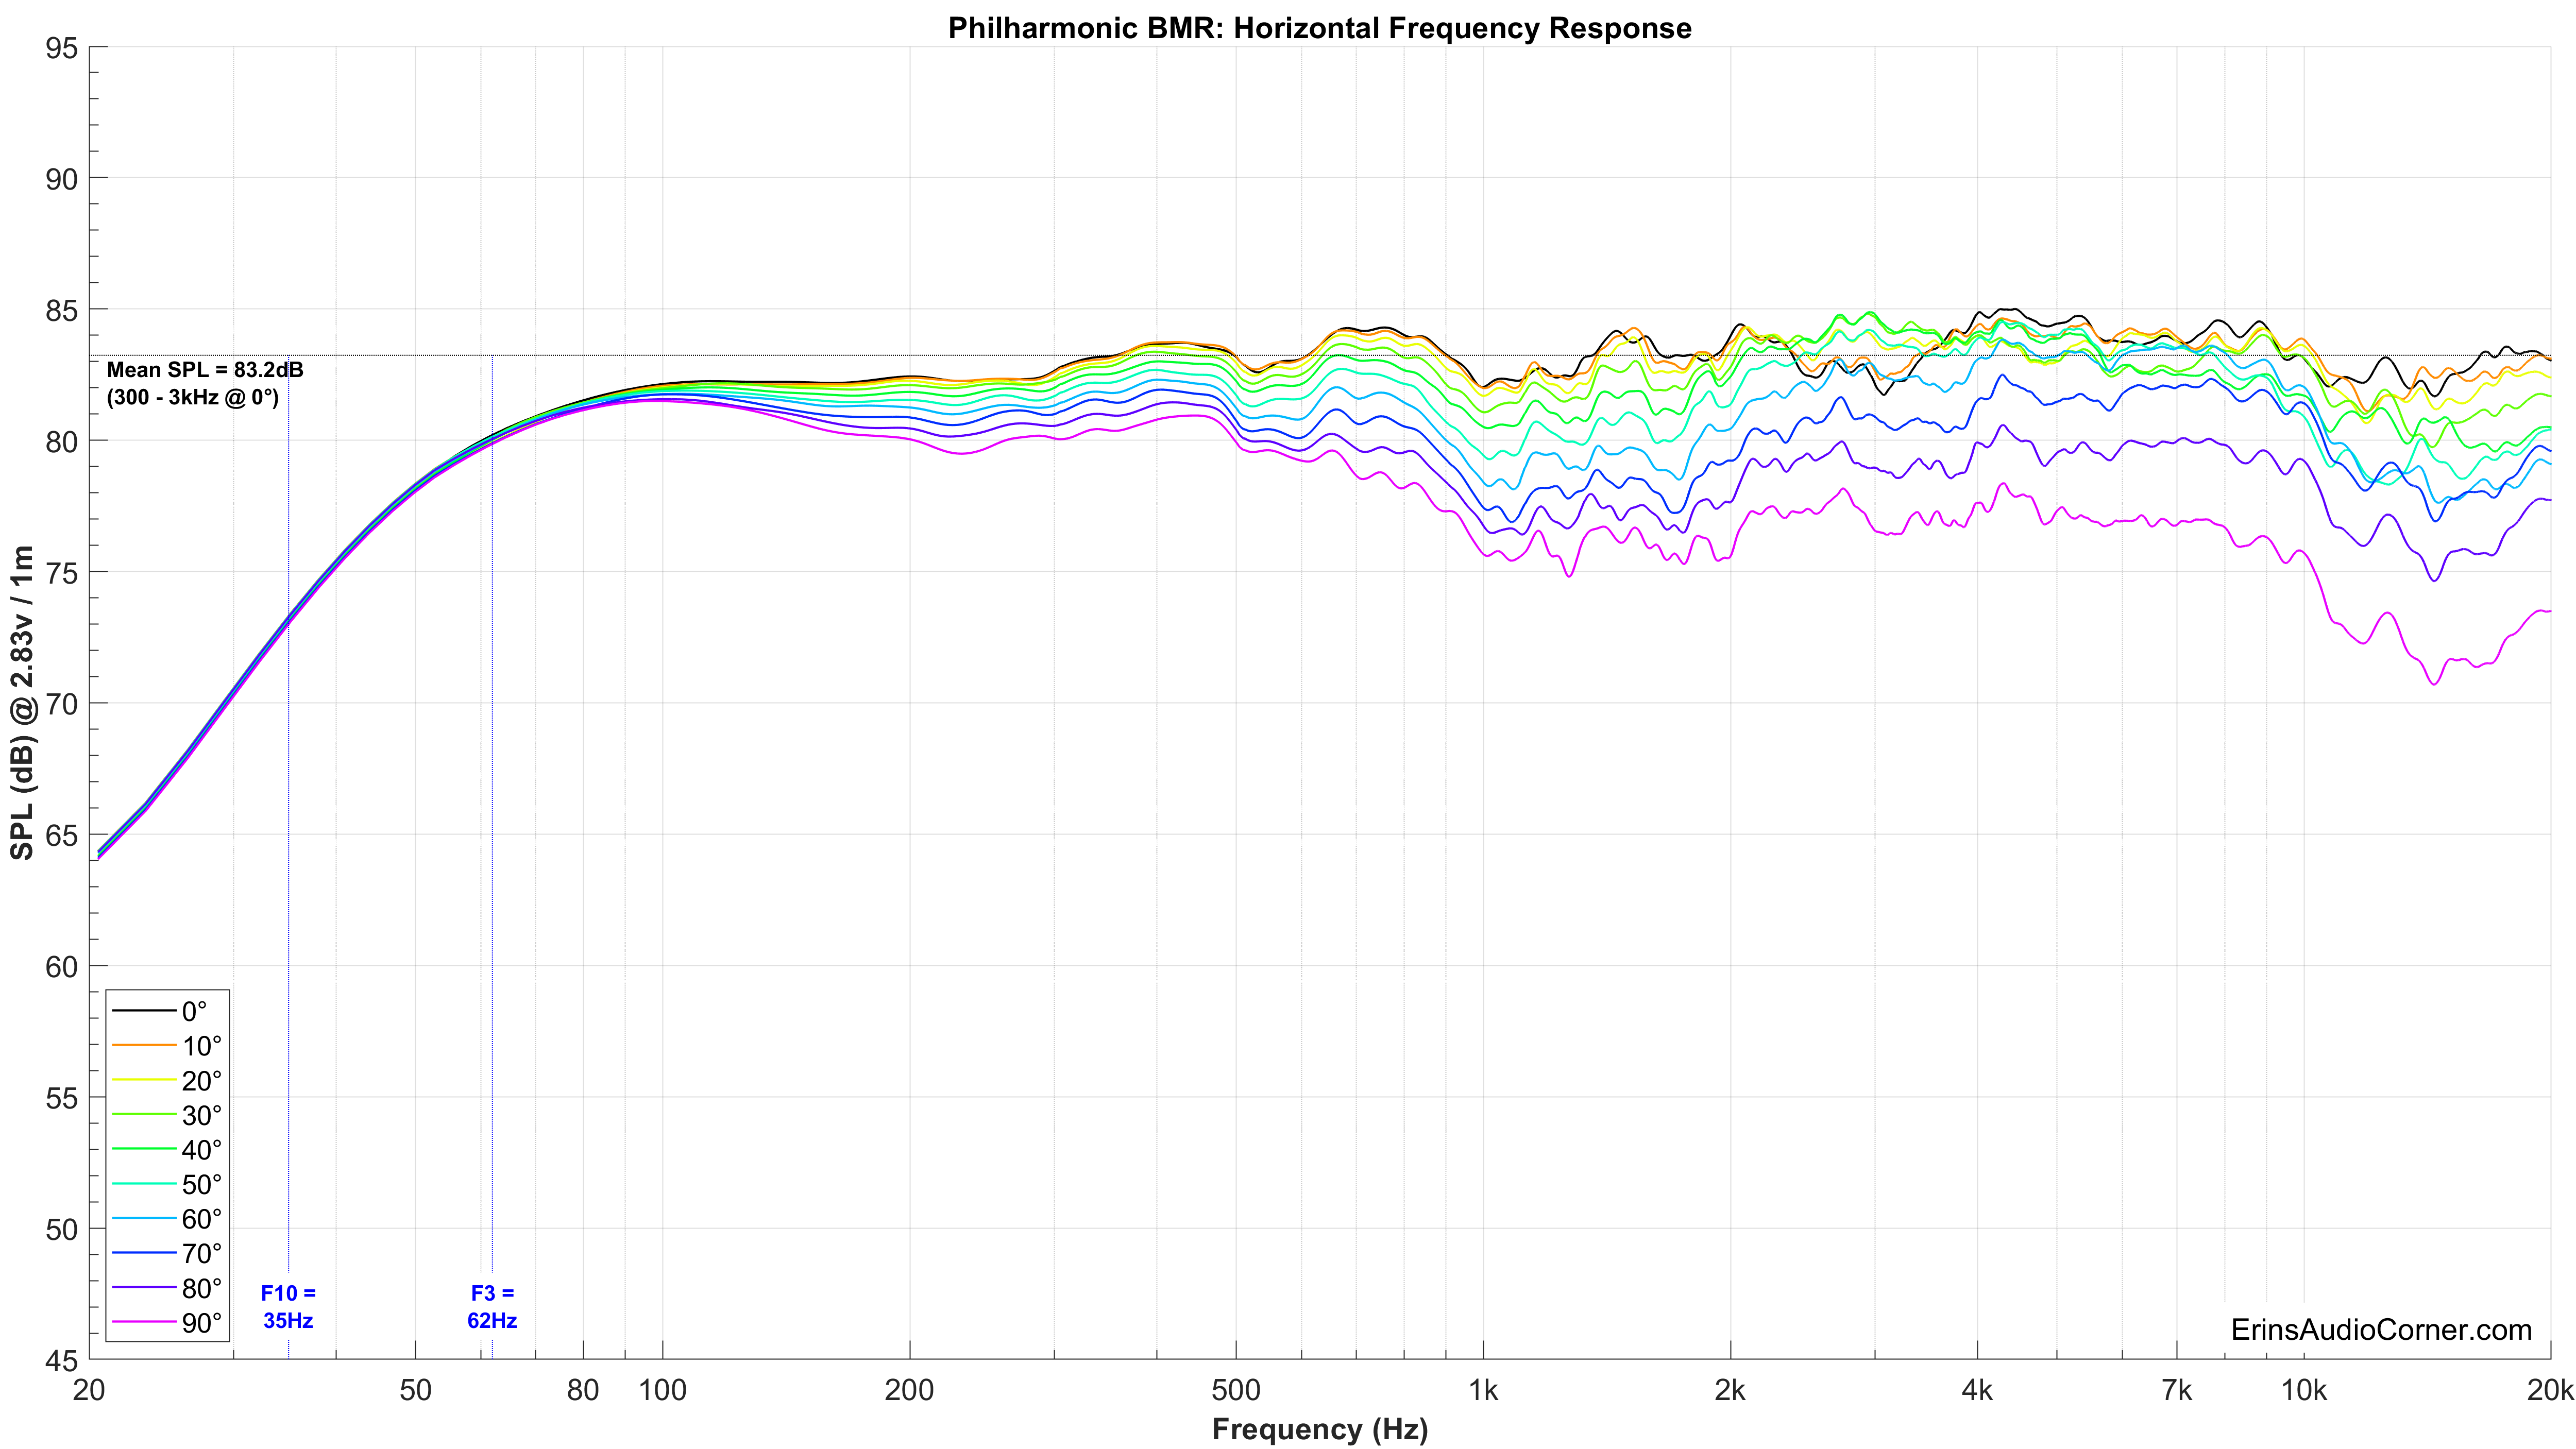 Philharmonic BMR: Horizontal Frequency Response
SPL (dB) @ 2.83v / 1m
95
90
85
80
75
70
65
60
55
50
45
Mean SPL = 83.2dB
(300 - 3kHz @ 0°)
0°
10°
20°
30°
40°
50°
60°
70°
80°
90°
F10 =
35Hz
F3 =
62Hz
ErinsAudioCorner.com
20 50 80 100 200 500 1k 2k 4k 7k 10k 20k
Frequency (Hz)